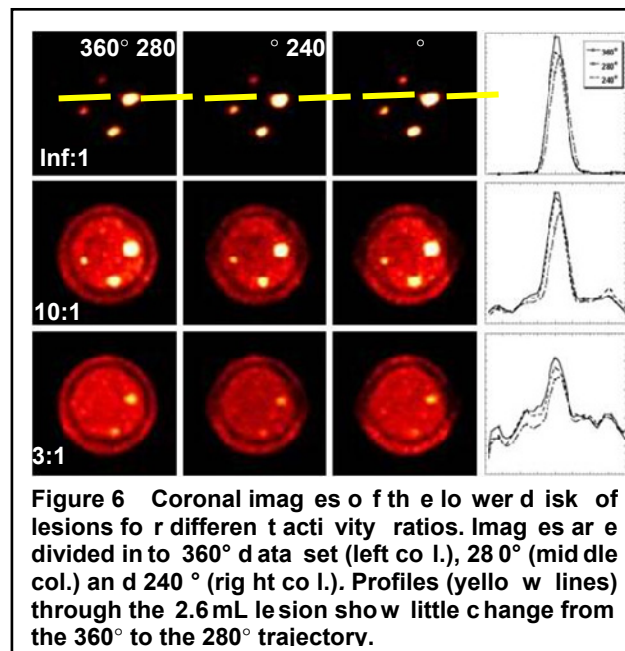 360° 280 ° 240 °
360°
280°
240°
Inf:1
10:1
3:1
Figure 6 Coronal imag es o f th e lo wer d isk of
lesions fo r differen t acti vity ratios. Imag es ar e
divided in to 360° d ata set (left co l.), 28 0° (mid dle
col.) an d 240 ° (rig ht co l.). Profiles (yello w lines)
through the 2.6 mL le sion sho w little c hange from
the 360° to the 280° trajectory.